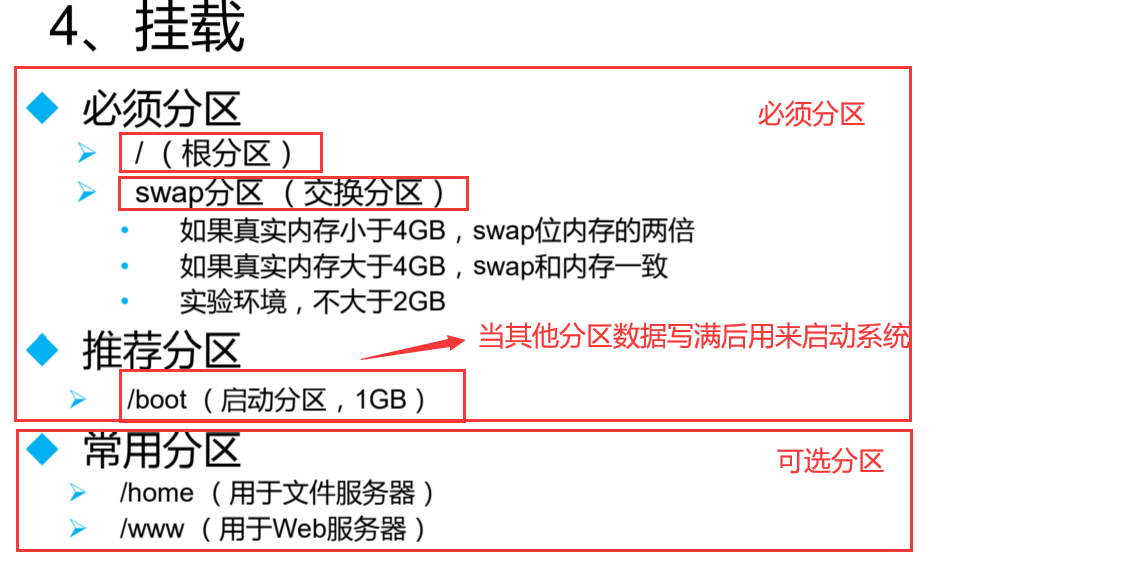 4、挂载
必须分区
必须分区
/（根分区）
swap分区（交换分区）
如果真实内存小于4GB，swap位内存的两倍
如果真实内存大于4GB，swap和内存一致
实验环境，不大于2GB
当其他分区数据写满后用来启动系统
推荐分区
/boot（启动分区，1GB）
常用分区
可选分区
/home（用于文件服务器）
/www（用于Web服务器）